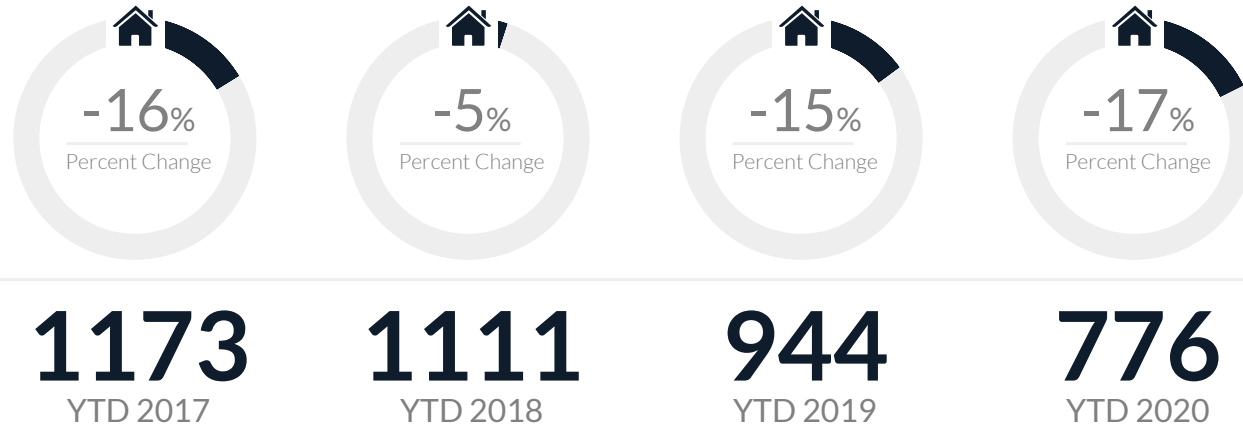 -16%
Percent Change
1173
YTD 2017
-5%
Percent Change
1111
YTD 2018
-15%
Percent Change
944
YTD 2019
-17%
Percent Change
776
YTD 2020